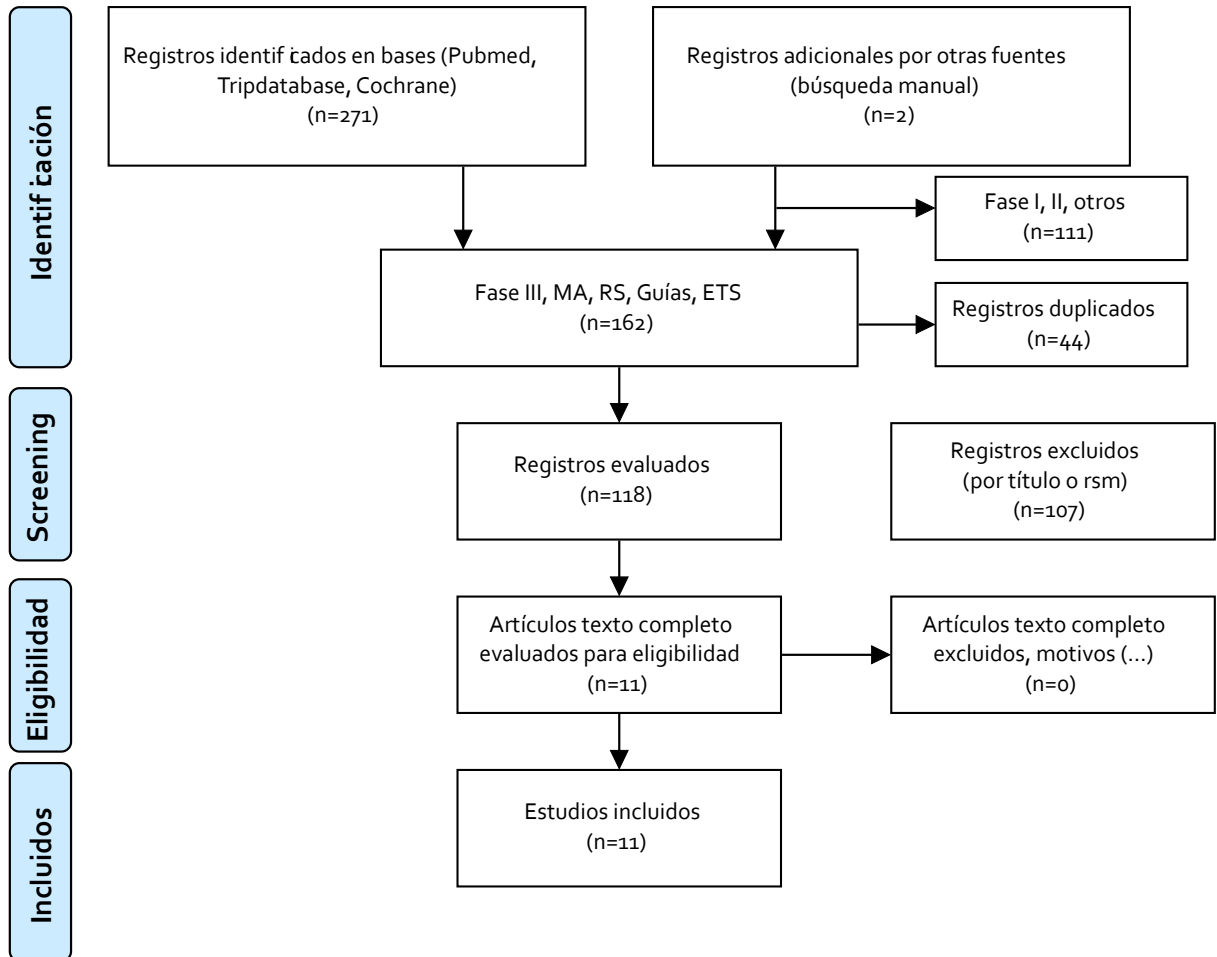 Identificación
Registros identificados en bases (Pubmed,
Tripdatabase, Cochrane)
(n=271)
Registros adicionales por otras fuentes
(búsqueda manual)
(n=2)
Fase I, II, otros
(n=111)
Fase III, MA, RS, Guías, ETS
(n=162)
Registros duplicados
(n=44)
Screening
Registros evaluados
(n=118)
Registros excluidos
(por título o rsm)
(n=107)
Eligibilidad
Artículos texto completo
evaluados para eligibilidad
(n=11)
Artículos texto completo
excluidos, motivos (...)
(n=0)
Incluidos
Estudios incluidos
(n=11)